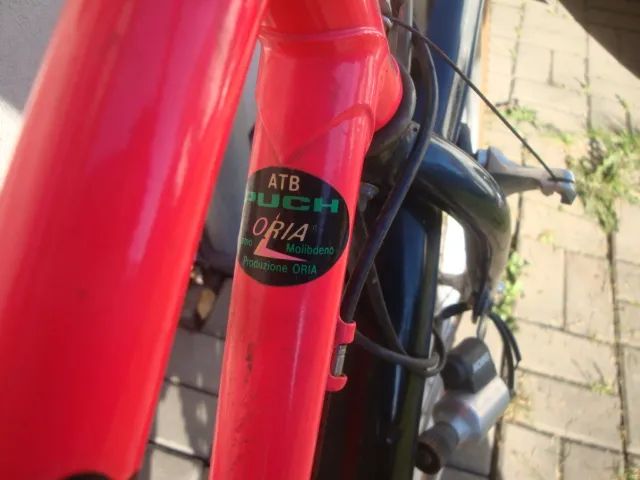 ATB
PUCH
ORIA
Molibdeno
Produzione ORIA